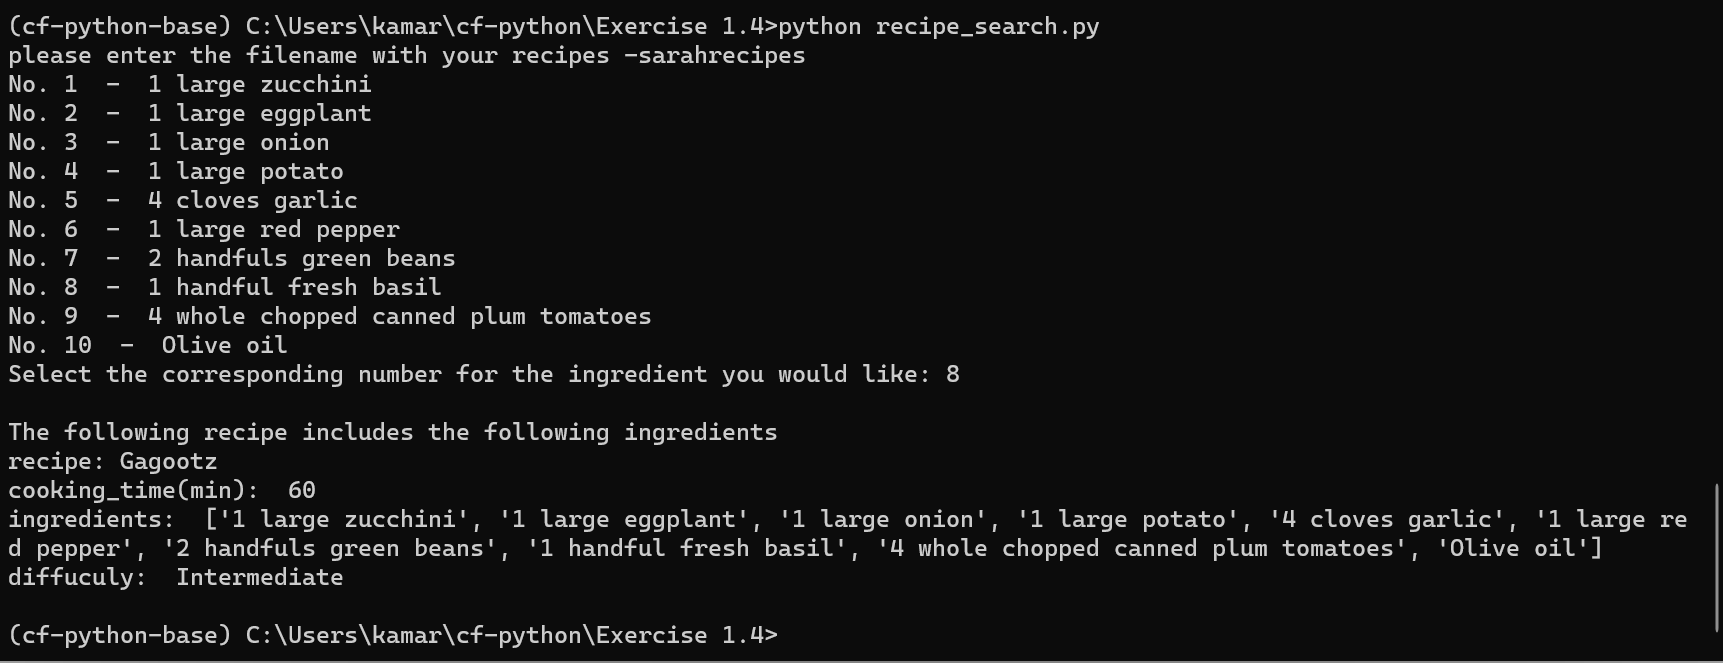 (cf-python-base) C:\Users\kamar\cf-python\Exercise 1.4>python recipe_search.py
please enter the filename with your recipes -sarahrecipes
No. 1  -  1 large zucchini
No. 2  -  1 large eggplant
No. 3  -  1 large onion
No. 4  -  1 large potato
No. 5  -  4 cloves garlic
No. 6  -  1 large red pepper
No. 7  -  2 handfuls green beans
No. 8  -  1 handful fresh basil
No. 9  -  4 whole chopped canned plum tomatoes
No. 10  -  Olive oil
Select the corresponding number for the ingredient you would like: 8
The following recipe includes the following ingredients
recipe: Gagootz
cooking_time(min):  60
ingredients:  ['1 large zucchini', '1 large eggplant', '1 large onion', '1 large potato', '4 cloves garlic', '1 large re
d pepper', '2 handfuls green beans', '1 handful fresh basil', '4 whole chopped canned plum tomatoes', 'Olive oil']
diffuculy:  Intermediate
(cf-python-base) C:\Users\kamar\cf-python\Exercise 1.4>